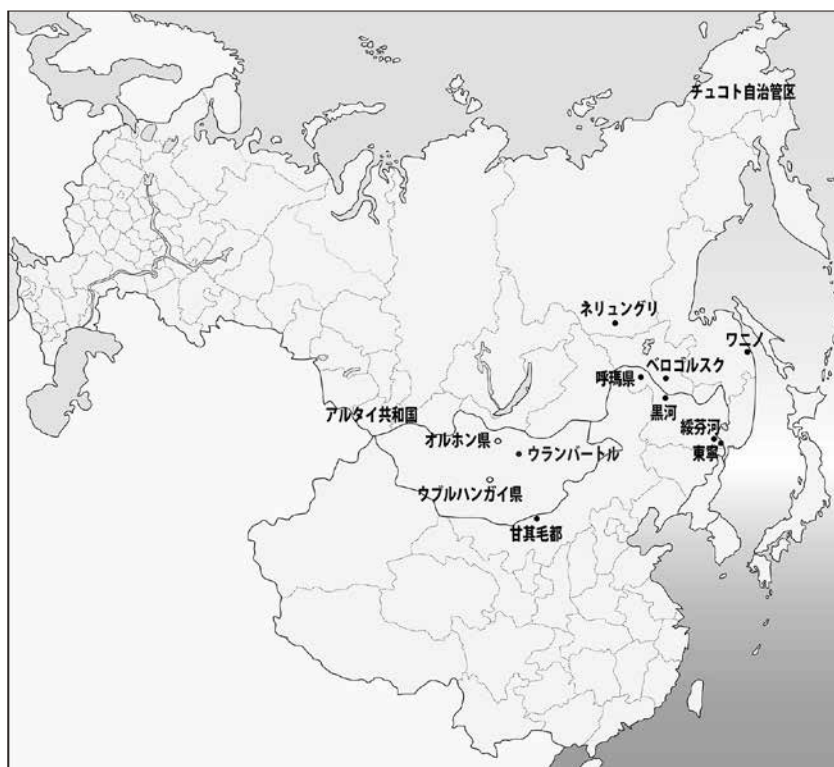 チュコト自治管区
ネリュングリ
ワニノ
ベロゴルスク
呼瑪県
黒河
アルタイ共和国
綏芬河
オルホン県
ウランバートル
東寧
ウブルハンガイ県
甘其毛都